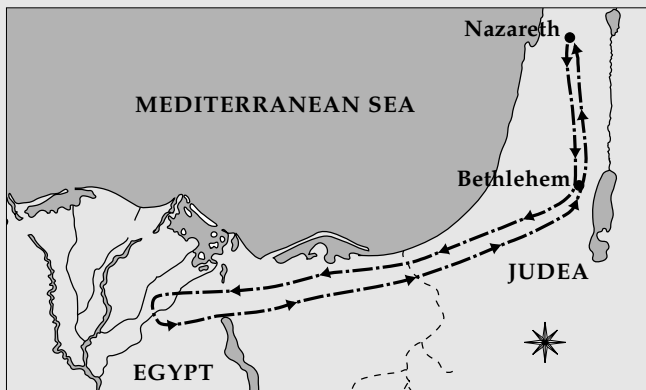 Nazareth
MEDITERRANEAN SEA
Bethlehem
JUDEA
EGYPT